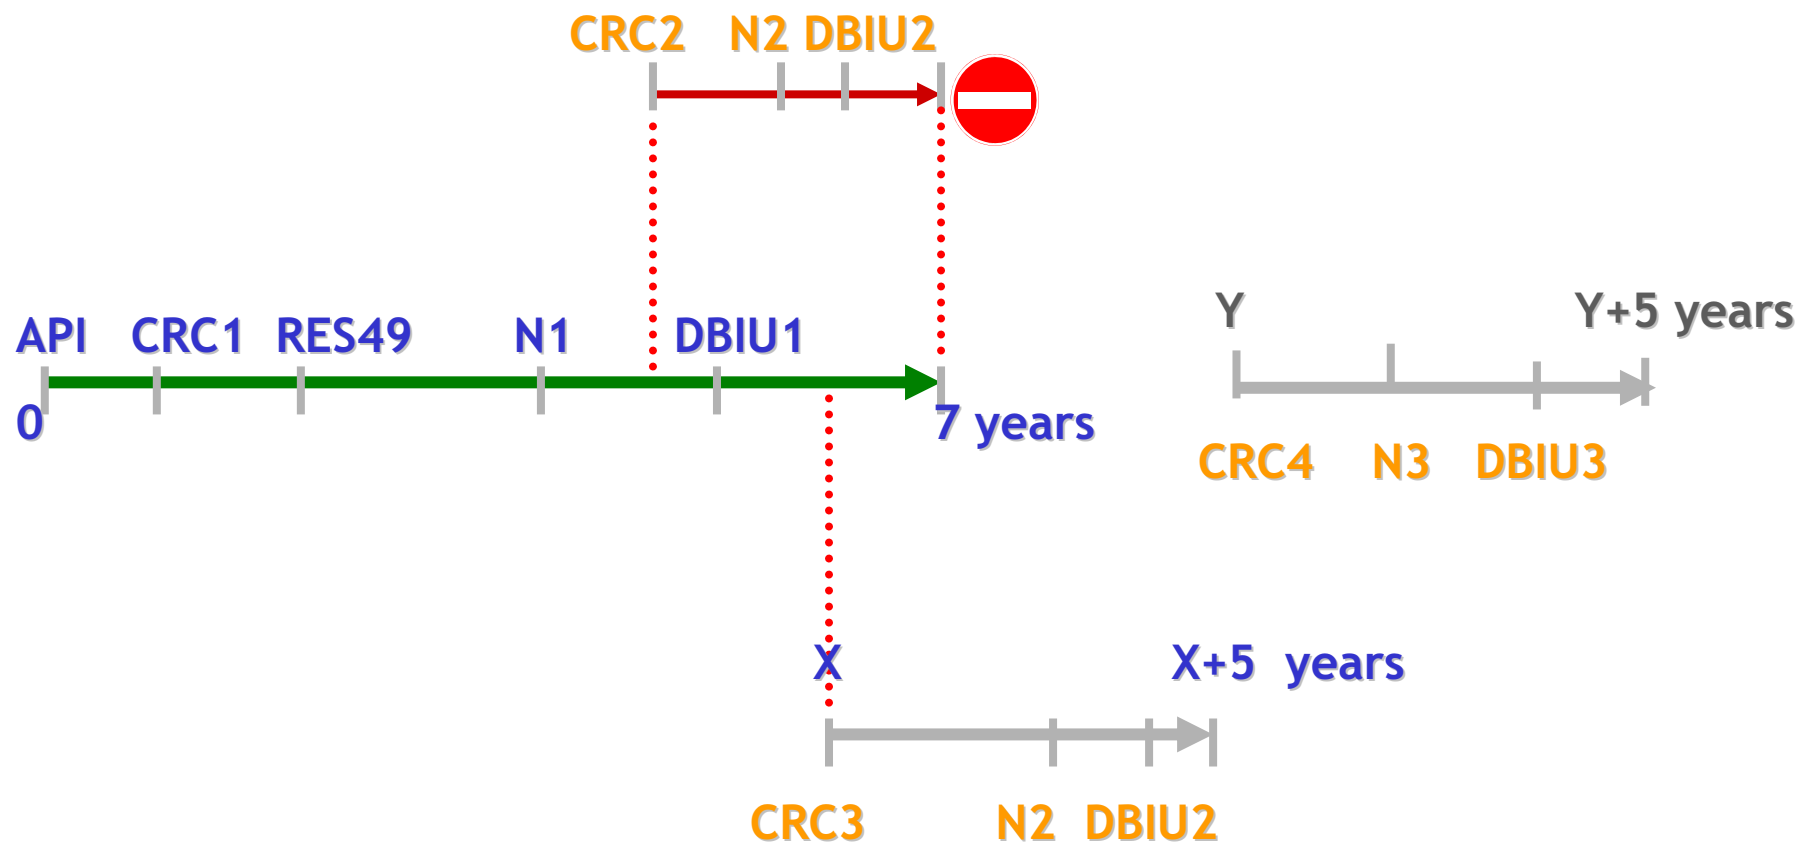 CRC2 N2 DBIU2
Y Y+5 years
API CRC1 RES49 N1 DBIU1
0 7 years
CRC4 N3 DBIU3
X X+5 years
CRC3 N2 DBIU2